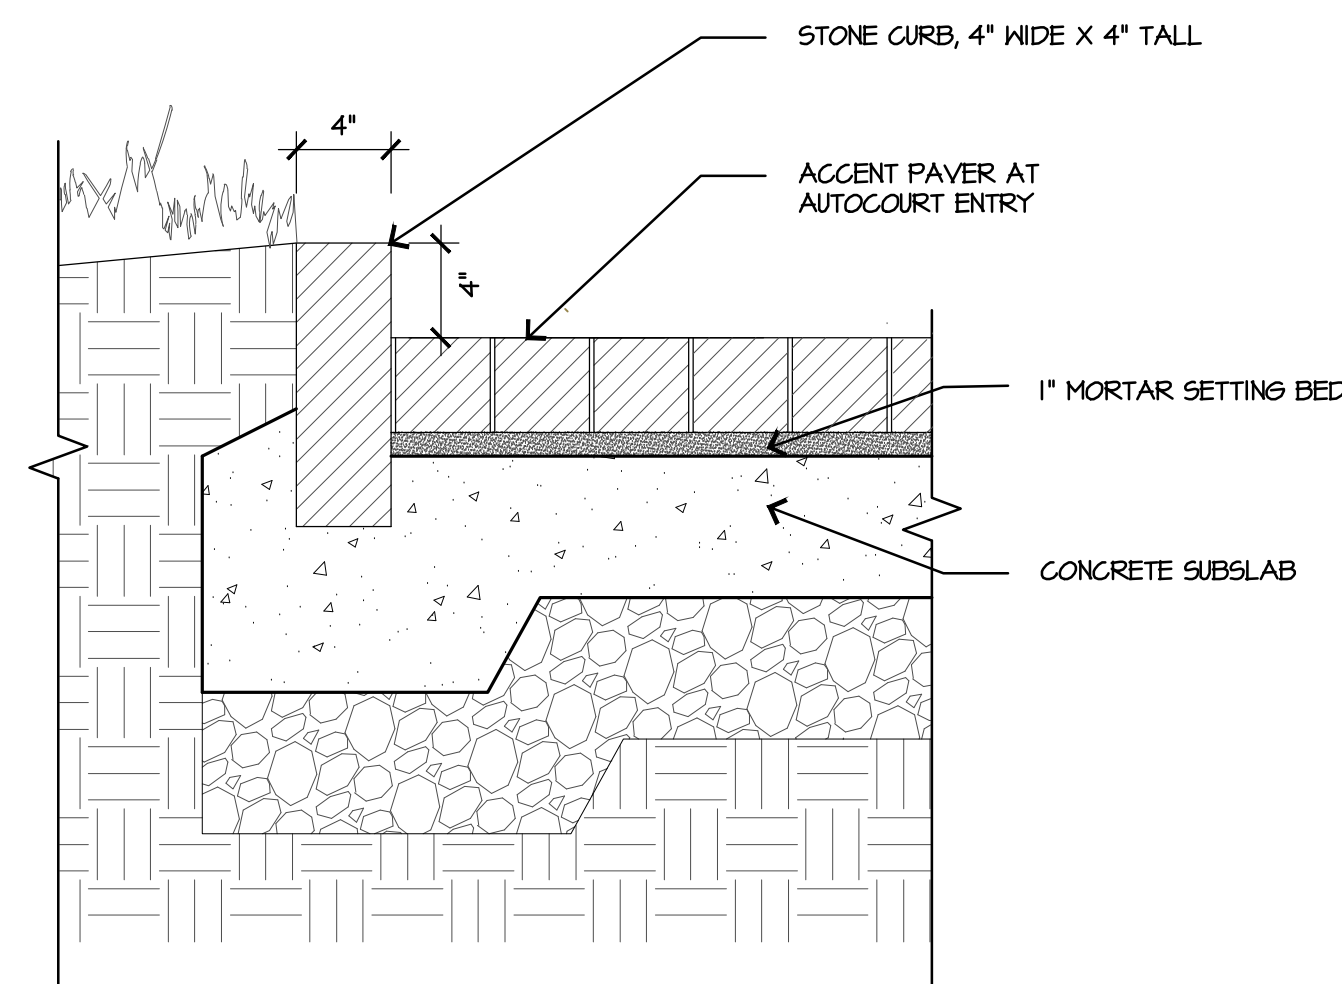 STONE CURB, 4" WIDE X 4" TALL
4"
ACCENT PAVER AT
AUTOCOURT ENTRY
4"
1" MORTAR SETTING BED
CONCRETE SUBSLAB